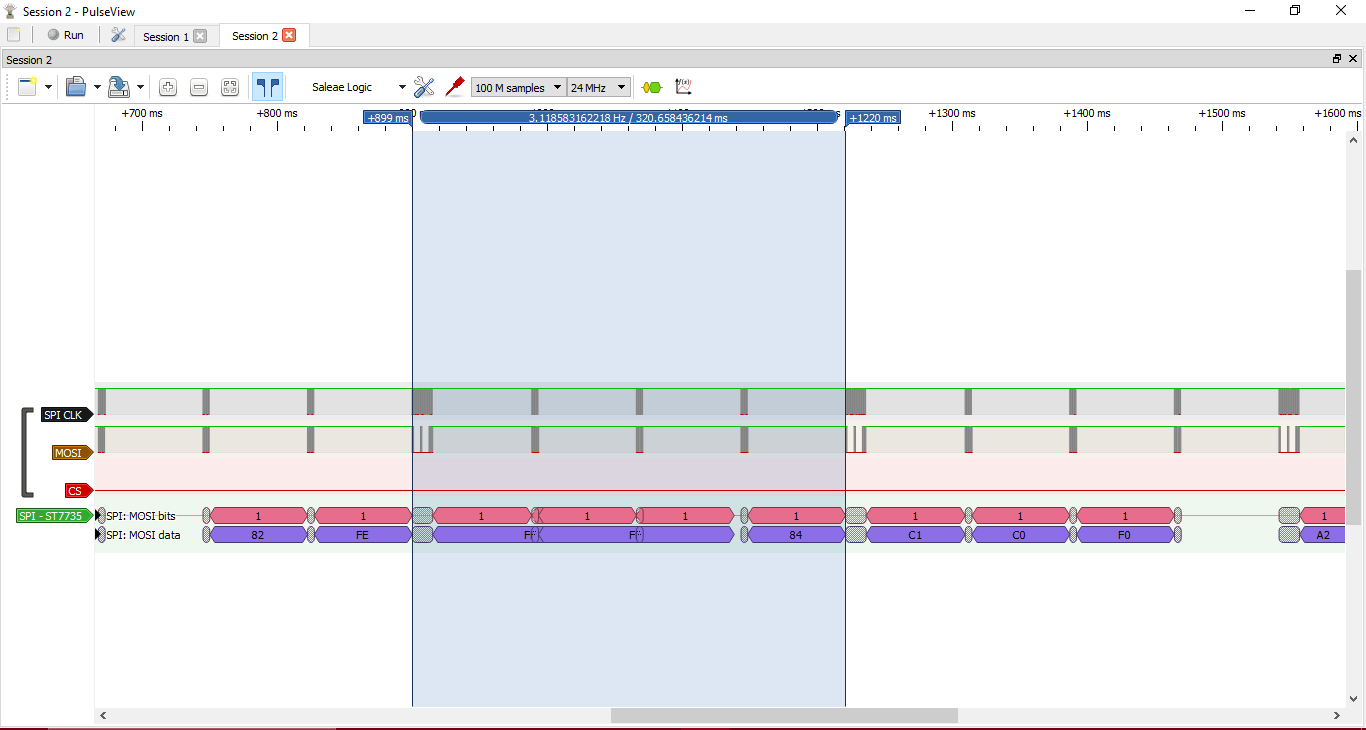 Session 2 - PulseView
Run
Session 1
Session 2
Session 2
Saleae Logic
100 M samples
24 MHz
+700 ms
+800 ms
+899 ms
3.118583162218 Hz / 320.658436214 ms
+1220 ms
+1300 ms
+1400 ms
+1500 ms
+1600 ms
SPI CLK
MOSI
CS
SPI - ST7735
SPI: MOSI bits
1 1 1 1 1 1 1 1 1 1
SPI: MOSI data
82 FE 84 C1 C0 F0 A2